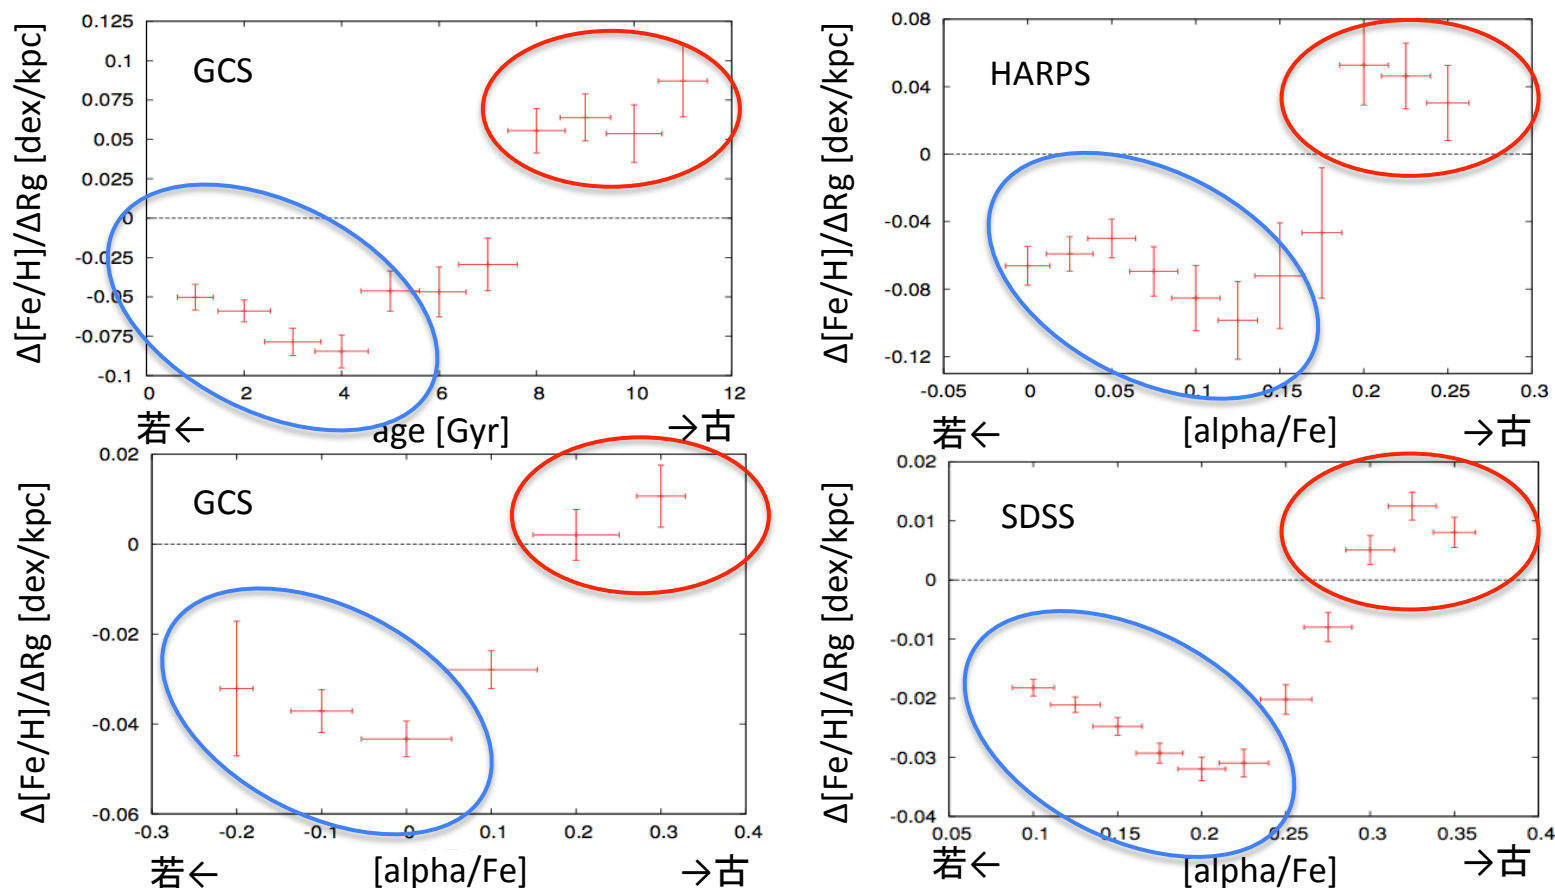 Δ[Fe/H]/ΔRg [dex/kpc]
0.125
0.1
0.075
0.05
0.025
0
-0.025
-0.05
-0.075
-0.1
GCS
0 2 4 6 8 10 12
若← age [Gyr] →古
Δ[Fe/H]/ΔRg [dex/kpc]
0.08
0.04
0
-0.04
-0.08
-0.12
HARPS
-0.05 0 0.05 0.1 0.15 0.2 0.25 0.3
若← [alpha/Fe] →古
Δ[Fe/H]/ΔRg [dex/kpc]
0.02
0
-0.02
-0.04
-0.06
GCS
-0.3 -0.2 -0.1 0 0.1 0.2 0.3 0.4
若← [alpha/Fe] →古
Δ[Fe/H]/ΔRg [dex/kpc]
0.02
0.01
0
-0.01
-0.02
-0.03
-0.04
SDSS
0.05 0.1 0.15 0.2 0.25 0.3 0.35 0.4
若← [alpha/Fe] →古